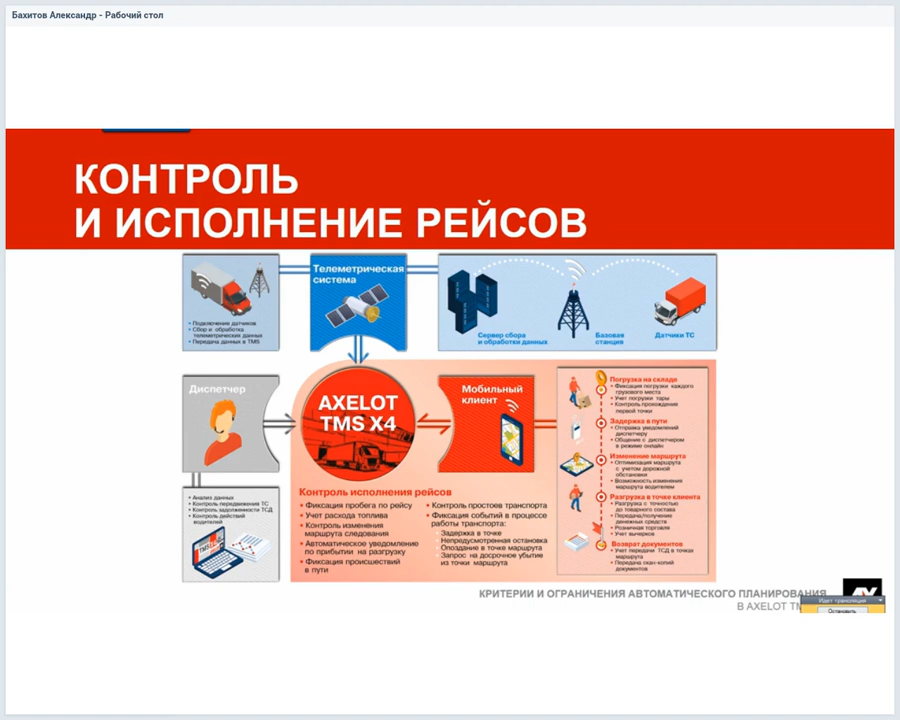 Бахитов Александр - Рабочий стол
КОНТРОЛЬ
И ИСПОЛНЕНИЕ РЕЙСОВ
• Подключение датчиков
• Сбор и обработка
телеметрических данных
• Передача данных в TMS
Телеметрическая
система
Сервер сбора
и обработки данных
Базовая
станция
Датчики ТС
Диспетчер
AXELOT
TMS X4
Мобильный
клиент
• Анализ данных
• Контроль передвижения ТС
• Контроль задолженности ТСД
• Контроль действий
водителей
Контроль исполнения рейсов
• Фиксация пробега по рейсу
• Учет расхода топлива
• Контроль изменения
маршрута следования
• Автоматическое уведомление
по прибытии на разгрузку
• Фиксация происшествий
в пути
• Контроль простоев транспорта
• Фиксация событий в процессе
работы транспорта:
Задержка в точке
Непредусмотренная остановка
Опоздание в точке маршрута
Запрос на досрочное убытие
из точки маршрута
Погрузка на складе
• Фиксация погрузки каждого
грузового места
• Учет погрузки тары
• Контроль прохождения
первой точки
Задержка в пути
• Отправка уведомлений
диспетчеру
• Общение с диспетчером
в режиме онлайн
Изменение маршрута
• Оптимизация маршрута
с учетом дорожной
обстановки
• Возможность изменения
маршрута водителем
Разгрузка в точке клиента
• Разгрузка с точностью
до товарного состава
• Передача/получение
денежных средств
• Розничная торговля
• Учет вычерков
Возврат документов
• Учет передачи ТСД в точках
маршрута
• Передача скан-копий
документов
КРИТЕРИИ И ОГРАНИЧЕНИЯ АВТОМАТИЧЕСКОГО ПЛАНИРОВАНИЯ
В AXELOT TM
Идет трансляция
Остановить